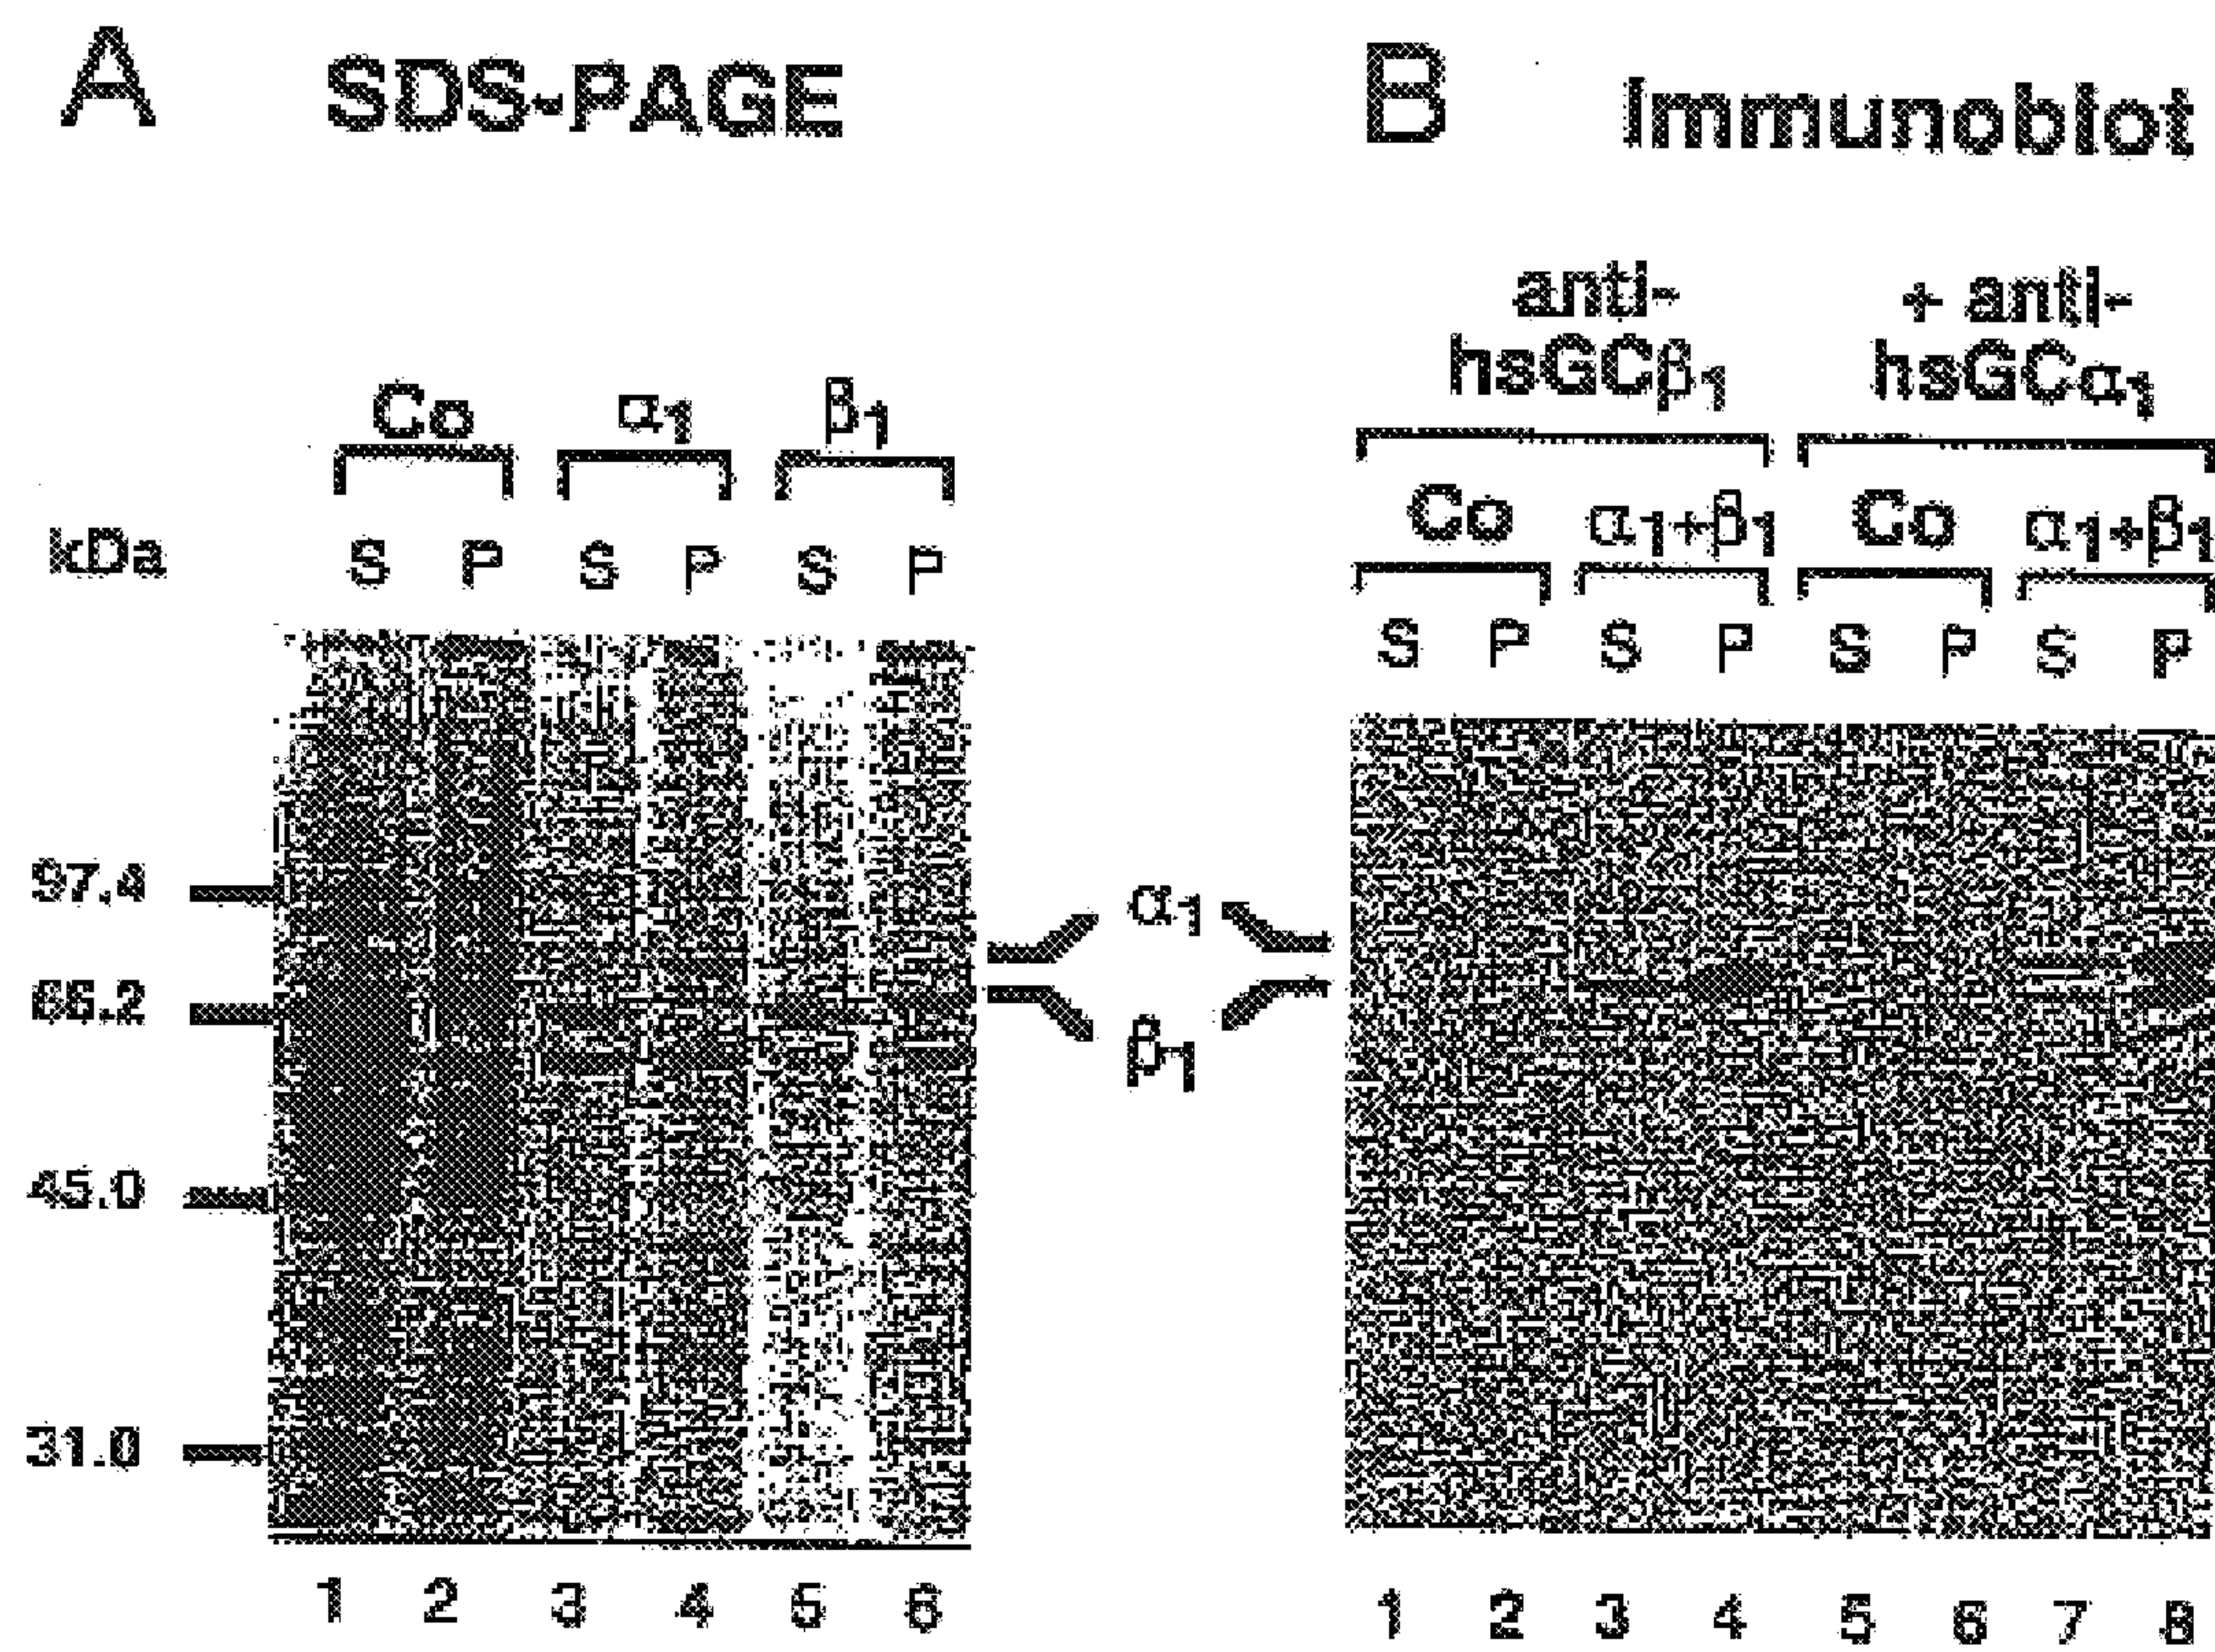 A SDS-PAGE
Co α1 β1
kDa S P S P S P
97.4
66.2
45.0
31.0
1 2 3 4 5 6
α1
β1
B Immunoblot
anti-hsGCβ1 + anti-hsGCα1
Co α1+β1 Co α1+β1
S P S P S P S P
1 2 3 4 5 6 7 8